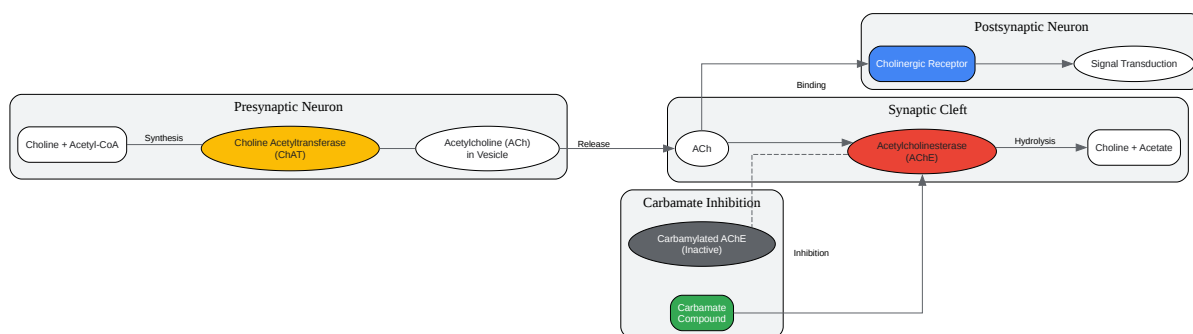 Postsynaptic Neuron
Cholinergic Receptor
Signal Transduction
Binding
Presynaptic Neuron
Choline + Acetyl-CoA
Synthesis
Choline Acetyltransferase
(ChAT)
Acetylcholine (ACh)
in Vesicle
Release
Synaptic Cleft
ACh
Acetylcholinesterase
(AChE)
Hydrolysis
Choline + Acetate
Carbamate Inhibition
Carbamylated AChE
(Inactive)
Inhibition
Carbamate
Compound